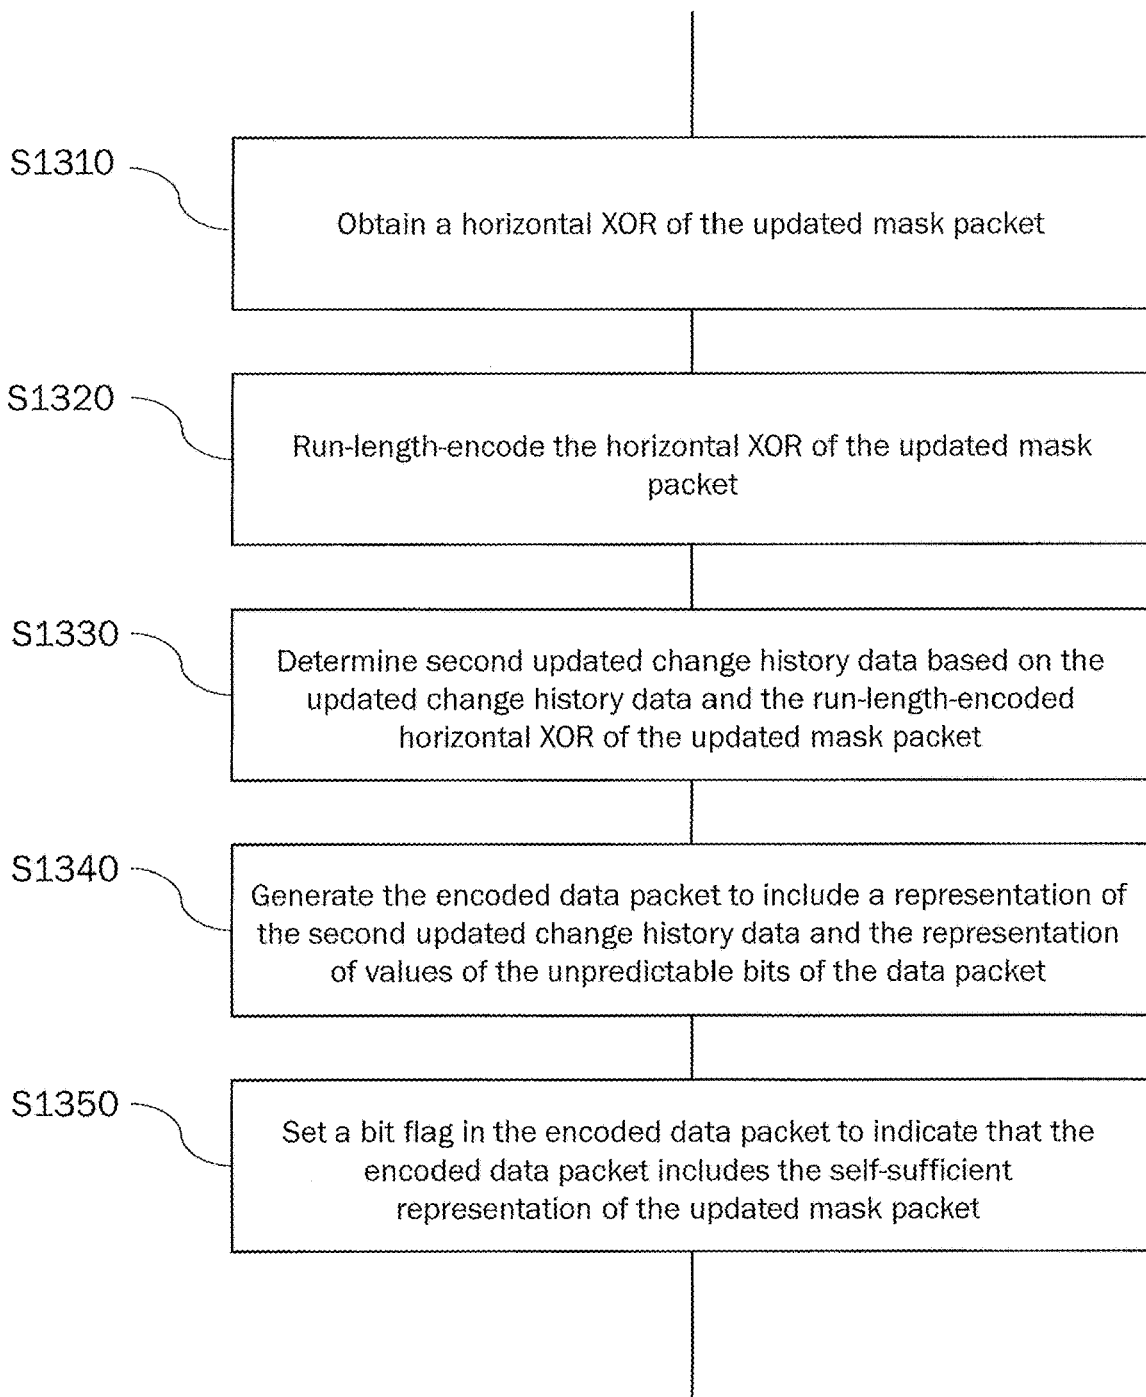 S1310
Obtain a horizontal XOR of the updated mask packet
S1320
Run-length-encode the horizontal XOR of the updated mask
packet
S1330
Determine second updated change history data based on the
updated change history data and the run-length-encoded
horizontal XOR of the updated mask packet
S1340
Generate the encoded data packet to include a representation of
the second updated change history data and the representation
of values of the unpredictable bits of the data packet
S1350
Set a bit flag in the encoded data packet to indicate that the
encoded data packet includes the self-sufficient
representation of the updated mask packet